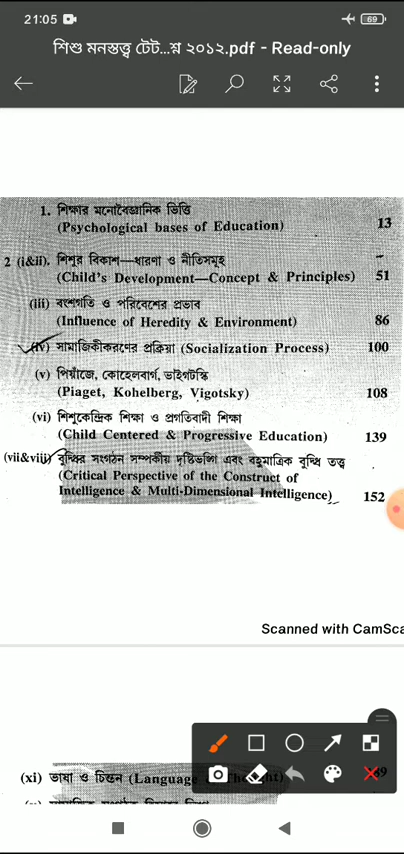 21:05
69
শিশু মনস্তত্ত্ব টেট...শ্ন ২০১২.pdf - Read-only
1. শিক্ষার মনোবৈজ্ঞানিক ভিত্তি
(Psychological bases of Education) 13
2 (i&ii). শিশুর বিকাশ—ধারণা ও নীতিসমূহ
(Child's Development—Concept & Principles) 51
(iii) বংশগতি ও পরিবেশের প্রভাব
(Influence of Heredity & Environment) 86
(iv) সামাজিকীকরণের প্রক্রিয়া (Socialization Process) 100
(v) পিয়াঁজে, কোহেলবার্গ, ভাইগটস্কি
(Piaget, Kohelberg, Vigotsky) 108
(vi) শিশুকেন্দ্রিক শিক্ষা ও প্রগতিবাদী শিক্ষা
(Child Centered & Progressive Education) 139
(vii&viii) বুদ্ধির সংগঠন সম্পর্কীয় দৃষ্টিভঙ্গি এবং বহুমাত্রিক বুদ্ধি তত্ত্ব
(Critical Perspective of the Construct of
Intelligence & Multi-Dimensional Intelligence) 152
Scanned with CamSca
(xi) ভাষা ও চিন্তন (Language